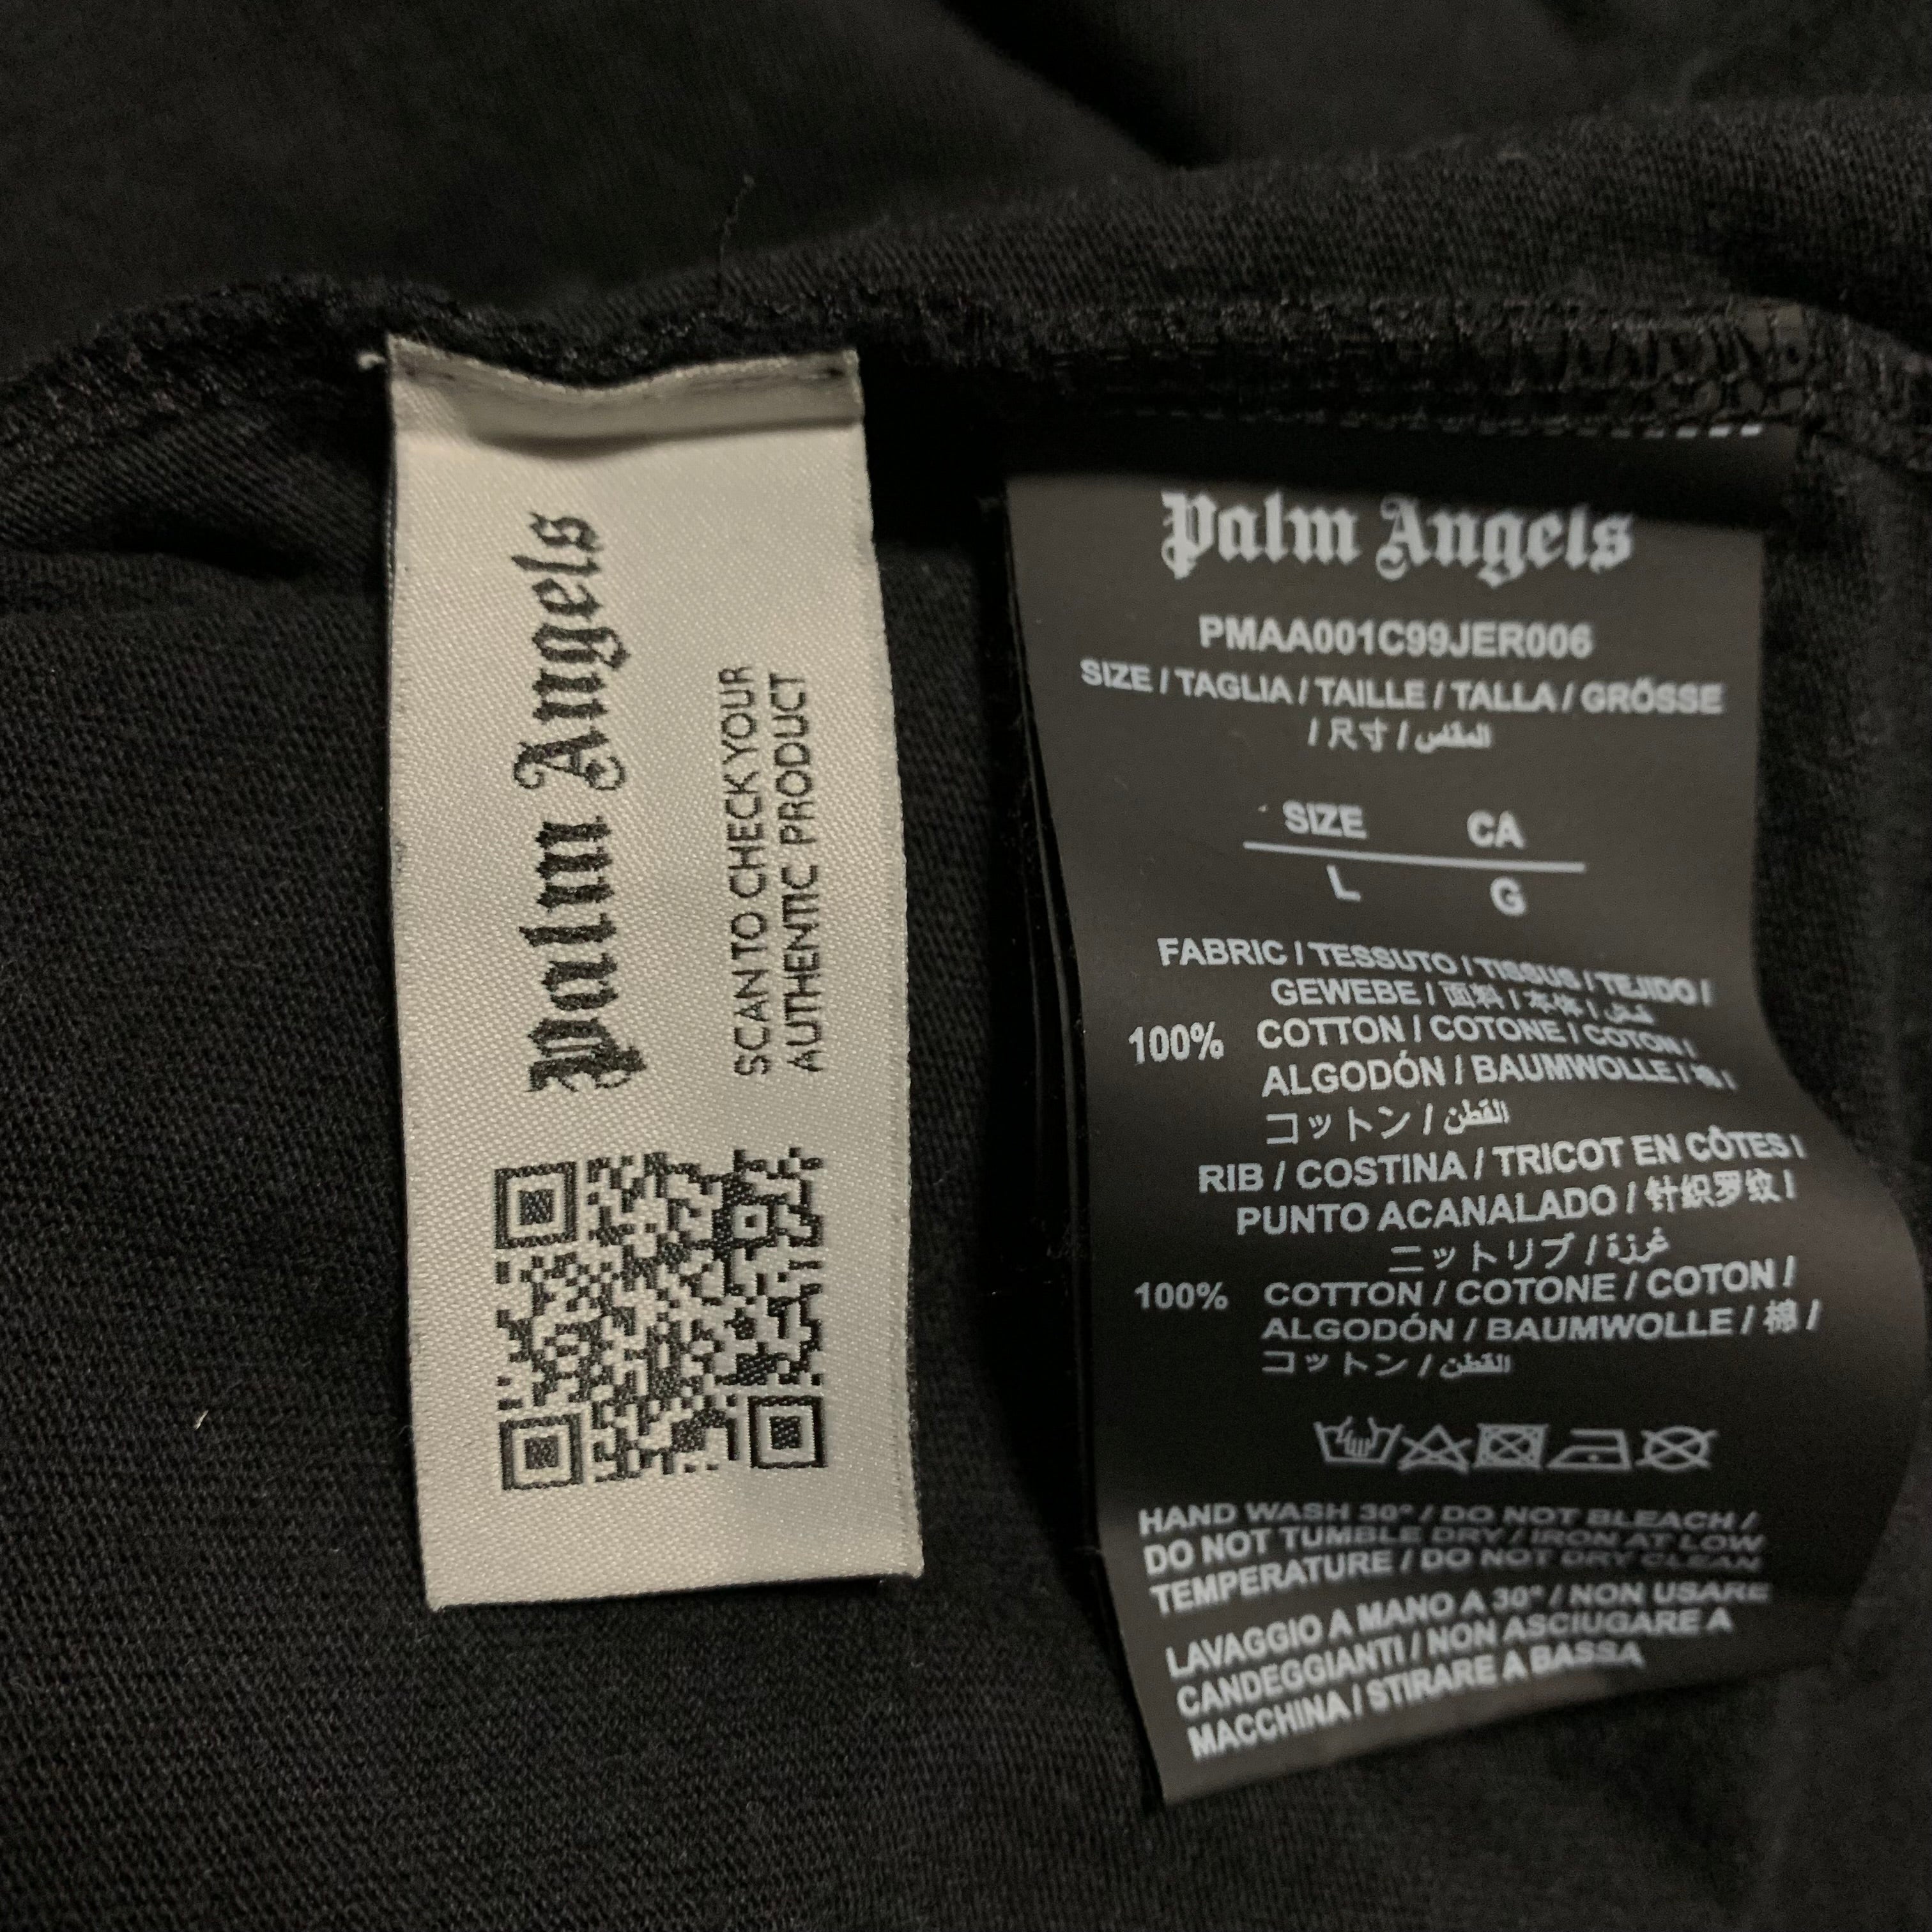 Palm Angels
SCAN TO CHECK YOUR
AUTHENTIC PRODUCT
Palm Angels
PMAA001C99JER006
SIZE / TAGLIA / TAILLE / TALLA / GRÖSSE
/ 尺寸 / المقاس
SIZE CA
L G
FABRIC / TESSUTO / TISSUS / TEJIDO /
GEWEBE / 面料 / 本体 /
100% COTTON / COTONE / COTON /
ALGODÓN / BAUMWOLLE / 棉 /
コットン / القطن
RIB / COSTINA / TRICOT EN CÔTES /
PUNTO ACANALADO / 针织罗纹 /
ニットリブ / غرزة
100% COTTON / COTONE / COTON /
ALGODÓN / BAUMWOLLE / 棉 /
コットン / القطن
HAND WASH 30° / DO NOT BLEACH /
DO NOT TUMBLE DRY / IRON AT LOW
TEMPERATURE / DO NOT DRY CLEAN
LAVAGGIO A MANO A 30° / NON USARE
CANDEGGIANTI / NON ASCIUGARE A
MACCHINA / STIRARE A BASSA